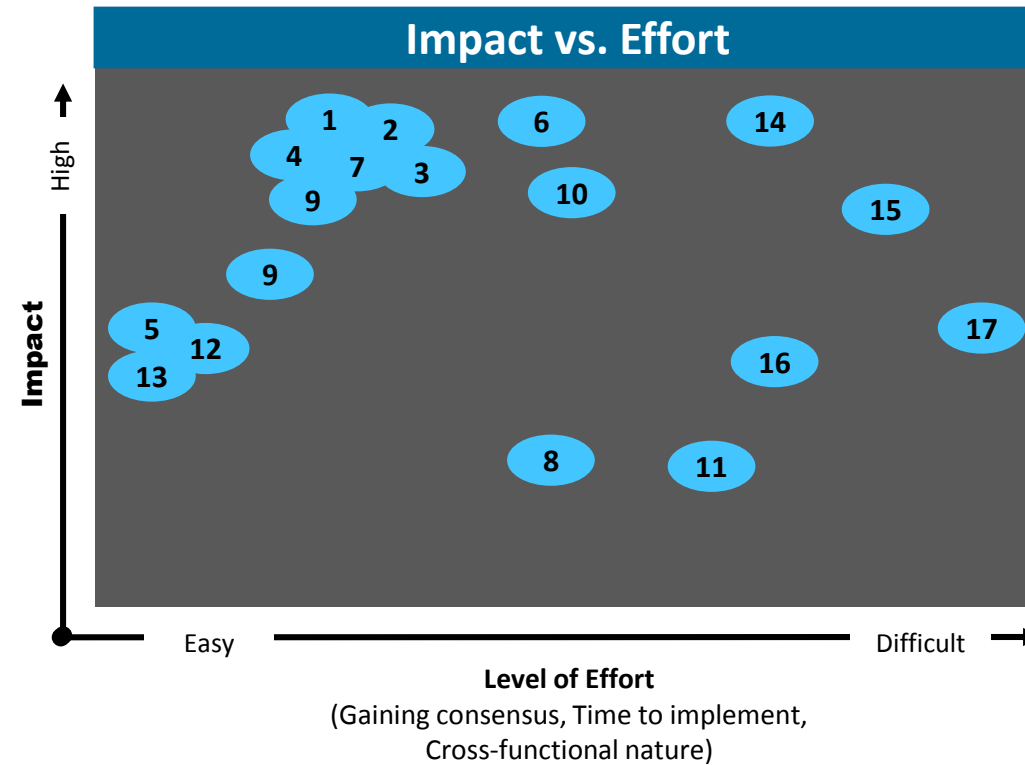 Impact vs. Effort
High
Impact
1
2
6
14
4
7
3
9
10
15
9
5
12
13
17
16
8
11
Easy
Difficult
Level of Effort
(Gaining consensus, Time to implement,
Cross-functional nature)